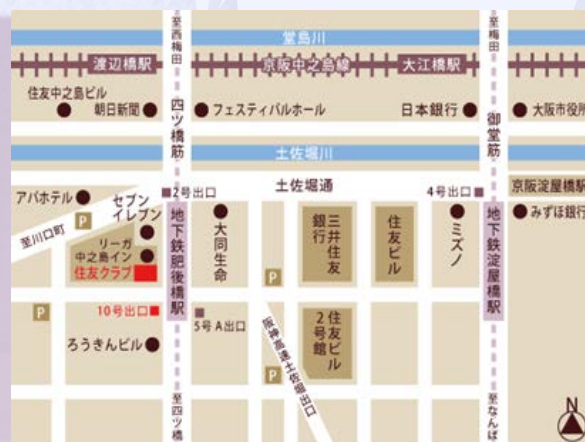 至西梅田
至梅田
堂島川
渡辺橋駅
京阪中之島線
大江橋駅
住友中之島ビル
朝日新聞
四ツ橋筋
フェスティバルホール
日本銀行
御堂筋
大阪市役所
土佐堀川
アパホテル
セブン
イレブン
2号出口
土佐堀通
4号出口
京阪淀屋橋駅
P
至川口町
リーガ
中之島イン
住友クラブ
地下鉄肥後橋駅
大同生命
三井住友
銀行
住友ビル
ミズノ
地下鉄淀屋橋駅
みずほ銀行
P
P
10号出口
5号A出口
ろうきんビル
阪神高速土佐堀出口
住友ビル
2号館
P
至四ツ橋
至なんば
N